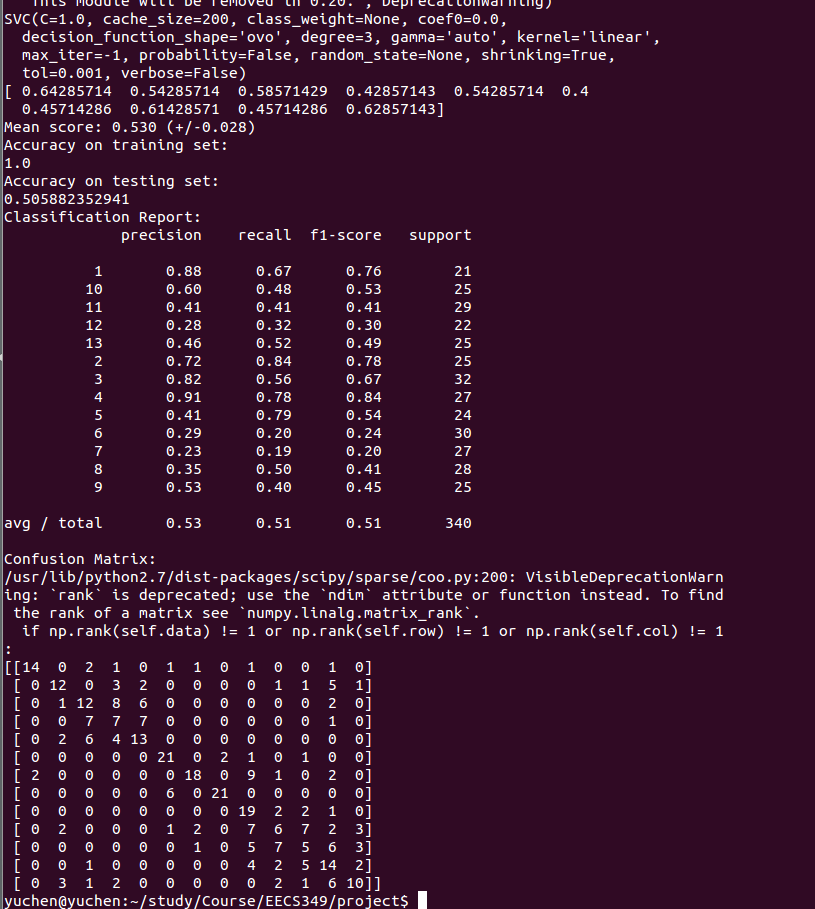 This module will be removed in 0.20.", DeprecationWarning)
SVC(C=1.0, cache_size=200, class_weight=None, coef0=0.0,
  decision_function_shape='ovo', degree=3, gamma='auto', kernel='linear',
  max_iter=-1, probability=False, random_state=None, shrinking=True,
  tol=0.001, verbose=False)
[ 0.64285714  0.54285714  0.58571429  0.42857143  0.54285714  0.4
  0.45714286  0.61428571  0.45714286  0.62857143]
Mean score: 0.530 (+/-0.028)
Accuracy on training set:
1.0
Accuracy on testing set:
0.505882352941
Classification Report:
             precision    recall  f1-score   support

          1       0.88      0.67      0.76        21
         10       0.60      0.48      0.53        25
         11       0.41      0.41      0.41        29
         12       0.28      0.32      0.30        22
         13       0.46      0.52      0.49        25
          2       0.72      0.84      0.78        25
          3       0.82      0.56      0.67        32
          4       0.91      0.78      0.84        27
          5       0.41      0.79      0.54        24
          6       0.29      0.20      0.24        30
          7       0.23      0.19      0.20        27
          8       0.35      0.50      0.41        28
          9       0.53      0.40      0.45        25

avg / total       0.53      0.51      0.51       340

Confusion Matrix:
/usr/lib/python2.7/dist-packages/scipy/sparse/coo.py:200: VisibleDeprecationWarn
ing: `rank` is deprecated; use the `ndim` attribute or function instead. To find
 the rank of a matrix see `numpy.linalg.matrix_rank`.
  if np.rank(self.data) != 1 or np.rank(self.row) != 1 or np.rank(self.col) != 1
:
[[14  0  2  1  0  1  1  0  1  0  0  1  0]
 [ 0 12  0  3  2  0  0  0  0  1  1  5  1]
 [ 0  1 12  8  6  0  0  0  0  0  0  2  0]
 [ 0  0  7  7  7  0  0  0  0  0  0  1  0]
 [ 0  2  6  4 13  0  0  0  0  0  0  0  0]
 [ 0  0  0  0  0 21  0  2  1  0  1  0  0]
 [ 2  0  0  0  0  0 18  0  9  1  0  2  0]
 [ 0  0  0  0  0  6  0 21  0  0  0  0  0]
 [ 0  0  0  0  0  0  0  0 19  2  2  1  0]
 [ 0  2  0  0  0  1  2  0  7  6  7  2  3]
 [ 0  0  0  0  0  0  1  0  5  7  5  6  3]
 [ 0  0  1  0  0  0  0  0  4  2  5 14  2]
 [ 0  3  1  2  0  0  0  0  0  2  1  6 10]]
yuchen@yuchen:~/study/Course/EECS349/project$